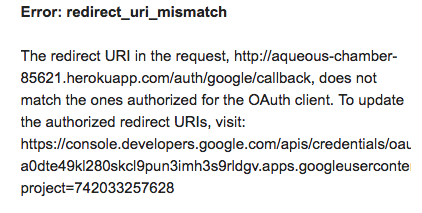 Error: redirect_uri_mismatch
The redirect URI in the request, http://aqueous-chamber-
85621.herokuapp.com/auth/google/callback, does not
match the ones authorized for the OAuth client. To update
the authorized redirect URIs, visit:
https://console.developers.google.com/apis/credentials/oau
a0dte49kl280skcl9pun3imh3s9rldgv.apps.googleuserconte
project=742033257628